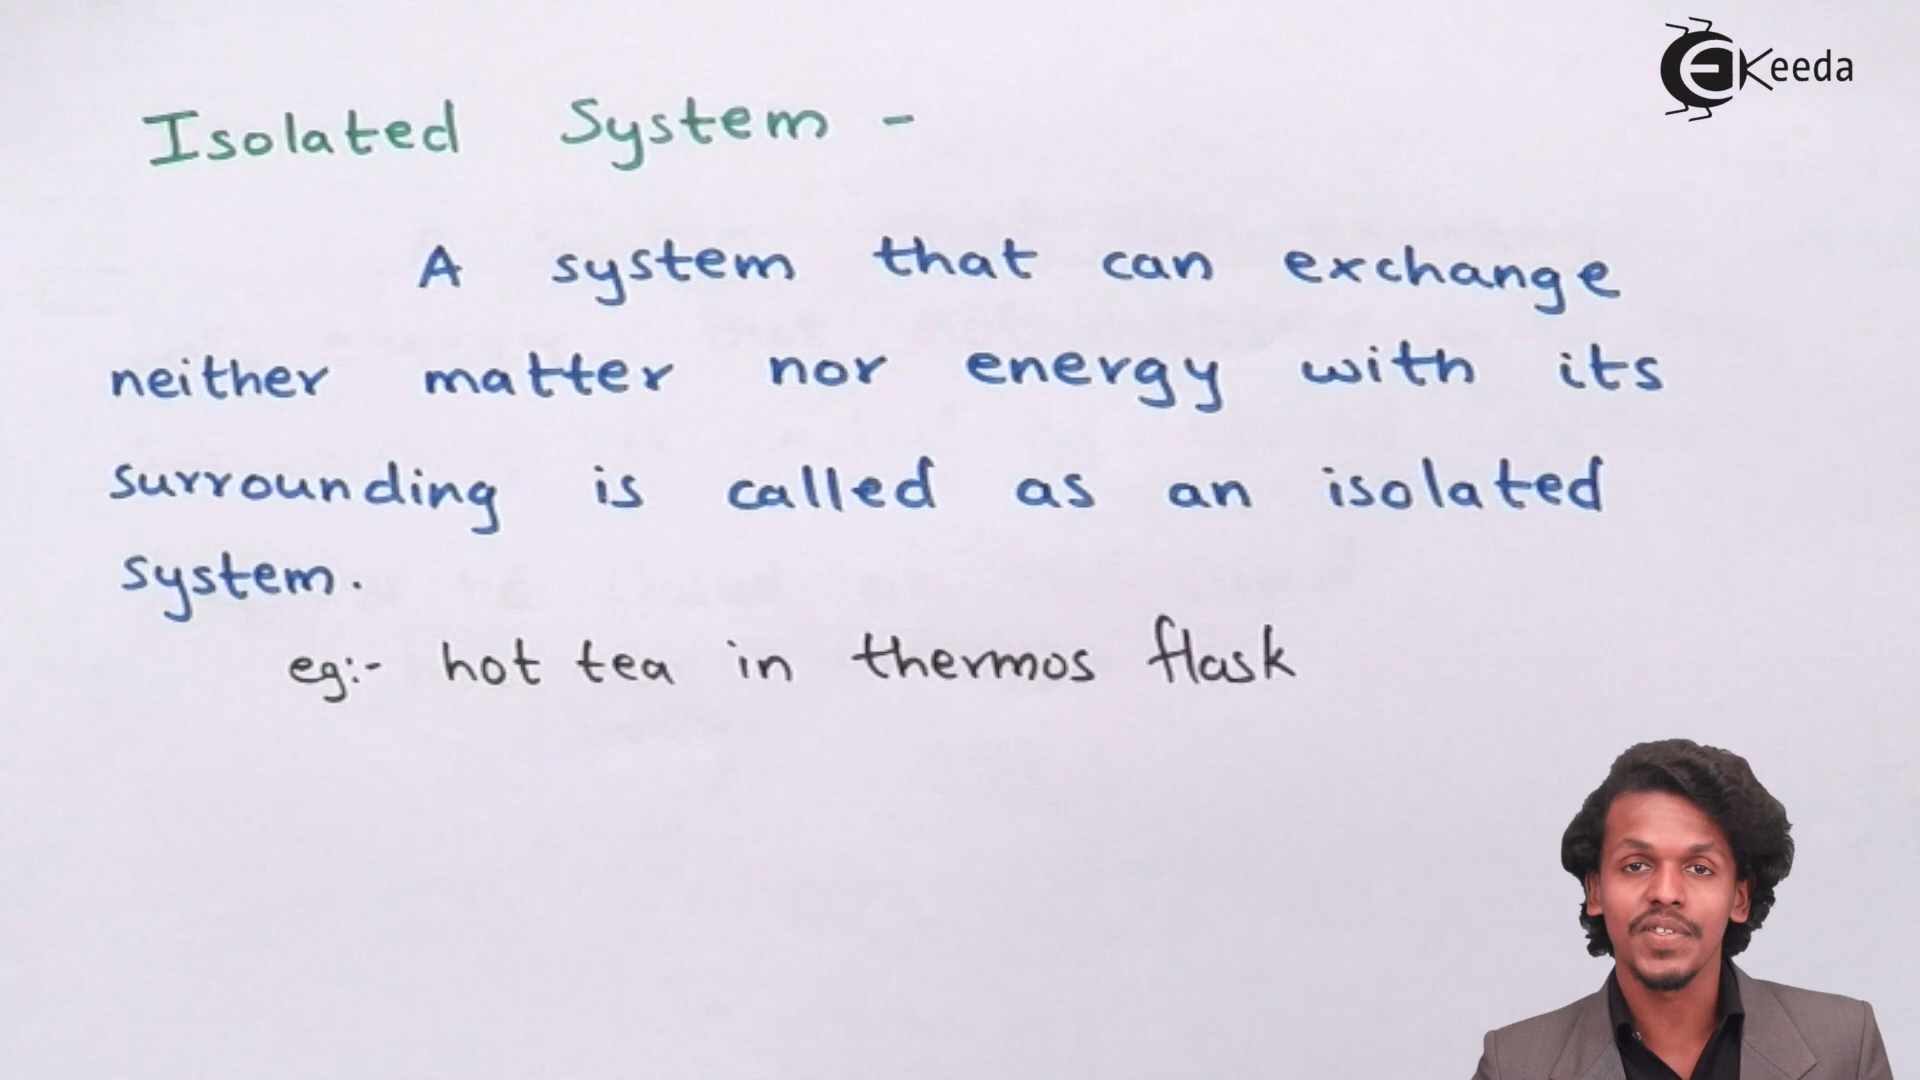 EKeeda
Isolated System -
A system that can exchange
neither matter nor energy with its
surrounding is called as an isolated
system.
eg:- hot tea in thermos flask